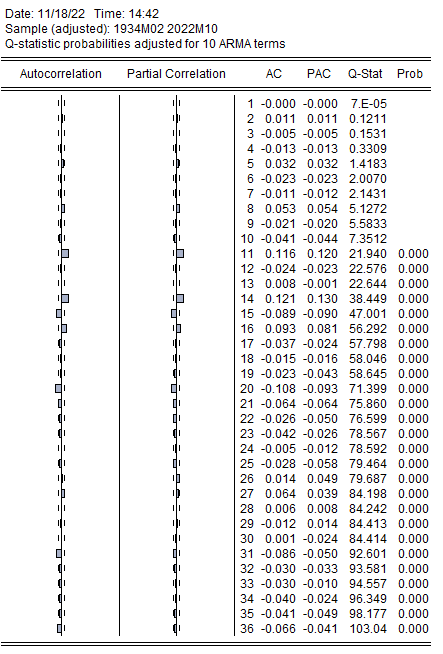 Date: 11/18/22 Time: 14:42
Sample (adjusted): 1934M02 2022M10
Q-statistic probabilities adjusted for 10 ARMA terms
Autocorrelation Partial Correlation AC PAC Q-Stat Prob
1 -0.000 -0.000 7.E-05
2 0.011 0.011 0.1211
3 -0.005 -0.005 0.1531
4 -0.013 -0.013 0.3309
5 0.032 0.032 1.4183
6 -0.023 -0.023 2.0070
7 -0.011 -0.012 2.1431
8 0.053 0.054 5.1272
9 -0.021 -0.020 5.5833
10 -0.041 -0.044 7.3512
11 0.116 0.120 21.940 0.000
12 -0.024 -0.023 22.576 0.000
13 0.008 -0.001 22.644 0.000
14 0.121 0.130 38.449 0.000
15 -0.089 -0.090 47.001 0.000
16 0.093 0.081 56.292 0.000
17 -0.037 -0.024 57.798 0.000
18 -0.015 -0.016 58.046 0.000
19 -0.023 -0.043 58.645 0.000
20 -0.108 -0.093 71.399 0.000
21 -0.064 -0.064 75.860 0.000
22 -0.026 -0.050 76.599 0.000
23 -0.042 -0.026 78.567 0.000
24 -0.005 -0.012 78.592 0.000
25 -0.028 -0.058 79.464 0.000
26 0.014 0.049 79.687 0.000
27 0.064 0.039 84.198 0.000
28 0.006 0.008 84.242 0.000
29 -0.012 0.014 84.413 0.000
30 0.001 -0.024 84.414 0.000
31 -0.086 -0.050 92.601 0.000
32 -0.030 -0.033 93.581 0.000
33 -0.030 -0.010 94.557 0.000
34 -0.040 -0.024 96.349 0.000
35 -0.041 -0.049 98.177 0.000
36 -0.066 -0.041 103.04 0.000